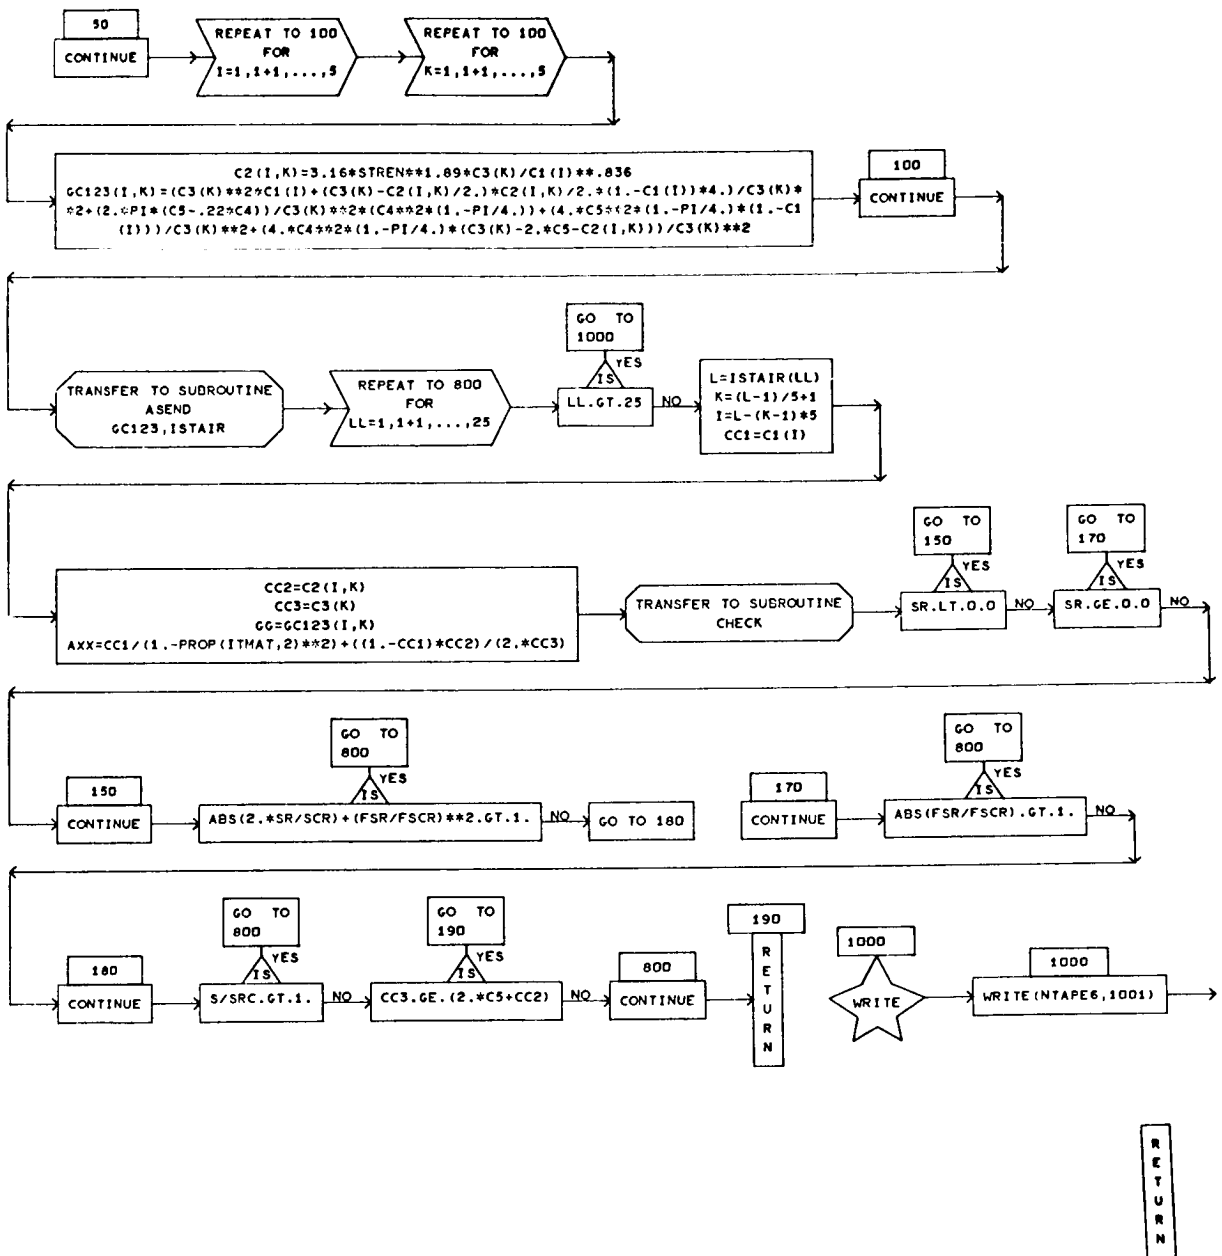 50
CONTINUE
REPEAT TO 100
FOR
I=1,1+1,...,5
REPEAT TO 100
FOR
K=1,1+1,...,5
C2(I,K)=3.16*STREN**1.89*C3(K)/C1(I)**.836
GC123(I,K)=(C3(K)**2*C1(I)+(C3(K)-C2(I,K)/2.)*C2(I,K)/2.*(1.-C1(I))*4.)/C3(K)*
*2+(2.*PI*(C5-.22*C4))/C3(K)**2*(C4**2*(1.-PI/4.))+(4.*C5**2*(1.-PI/4.)*(1.-C1
(I)))/C3(K)**2+(4.*C4**2*(1.-PI/4.)*(C3(K)-2.*C5-C2(I,K)))/C3(K)**2
100
CONTINUE
TRANSFER TO SUBROUTINE
ASEND
GC123,ISTAIR
REPEAT TO 800
FOR
LL=1,1+1,...,25
GO TO
1000
YES
IS
LL.GT.25
NO
L=ISTAIR(LL)
K=(L-1)/5+1
I=L-(K-1)*5
CC1=C1(I)
CC2=C2(I,K)
CC3=C3(K)
GG=GC123(I,K)
AXX=CC1/(1.-PROP(ITMAT,2)**2)+((1.-CC1)*CC2)/(2.*CC3)
TRANSFER TO SUBROUTINE
CHECK
GO TO
150
YES
IS
SR.LT.0.0
NO
GO TO
170
YES
IS
SR.GE.0.0
NO
150
CONTINUE
GO TO
800
YES
IS
ABS(2.*SR/SCR)+(FSR/FSCR)**2.GT.1.
NO
GO TO 180
170
CONTINUE
GO TO
800
YES
IS
ABS(FSR/FSCR).GT.1.
NO
180
CONTINUE
GO TO
800
YES
IS
S/SRC.GT.1.
NO
GO TO
190
YES
IS
CC3.GE.(2.*C5+CC2)
NO
800
CONTINUE
190
RETURN
1000
WRITE
1000
WRITE(NTAPE6,1001)
RETURN